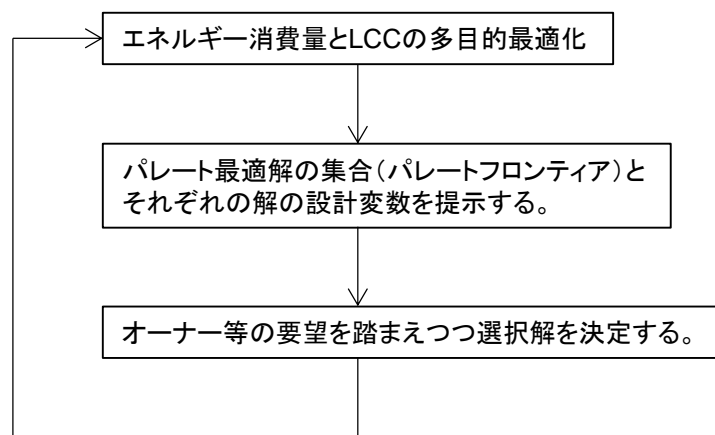 エネルギー消費量とLCCの多目的最適化
パレート最適解の集合(パレートフロンティア)と
それぞれの解の設計変数を提示する。
オーナー等の要望を踏まえつつ選択解を決定する。